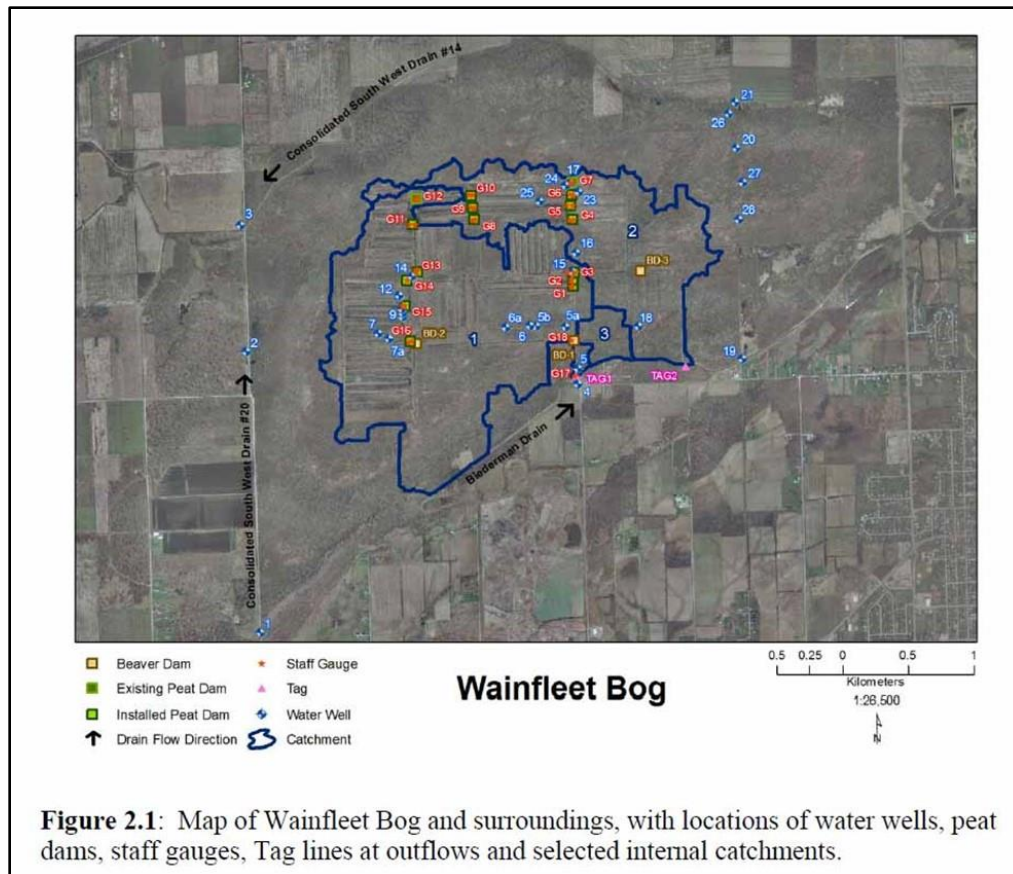 Consolidated South West Drain #14
21
26
20
27
28
3
17
24
G7
G10
G6
23
25
G12
G9
G5
G4
G11
G8
2
16
15
G3
BD-3
14
G13
G2
G14
G1
12
9
G15
6a
5b
5a
18
7
6
G16
BD-2
1
G18
3
7a
2
BD-1
5
19
G17
TAG1
TAG2
4
Biederman Drain
Consolidated South West Drain #20
1
Beaver Dam
Existing Peat Dam
Installed Peat Dam
Drain Flow Direction
Staff Gauge
Tag
Water Well
Catchment
Wainfleet Bog
0.5 0.25 0 0.5 1
Kilometers
1:26,500
N
Figure 2.1: Map of Wainfleet Bog and surroundings, with locations of water wells, peat
dams, staff gauges, Tag lines at outflows and selected internal catchments.